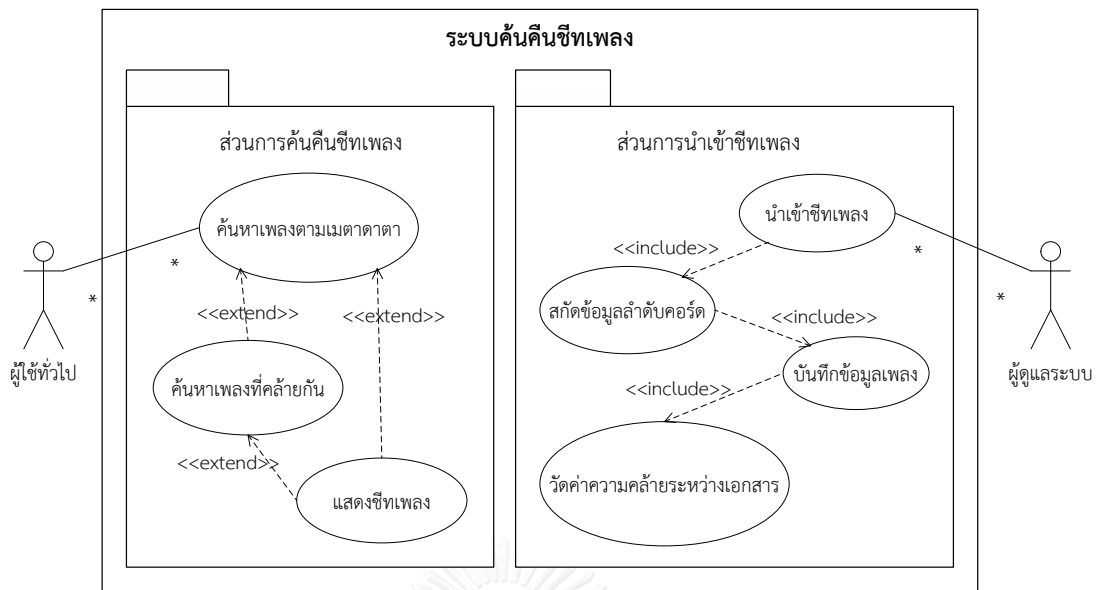 ระบบค้นคืนชีทเพลง
ส่วนการค้นคืนชีทเพลง
ค้นหาเพลงตามเมตาดาตา
*
*
<<extend>>
<<extend>>
ผู้ใช้ทั่วไป
ค้นหาเพลงที่คล้ายกัน
<<extend>>
แสดงชีทเพลง
ส่วนการนำเข้าชีทเพลง
นำเข้าชีทเพลง
<<include>>
*
*
สกัดข้อมูลลำดับคอร์ด
<<include>>
บันทึกข้อมูลเพลง
ผู้ดูแลระบบ
<<include>>
วัดค่าความคล้ายระหว่างเอกสาร